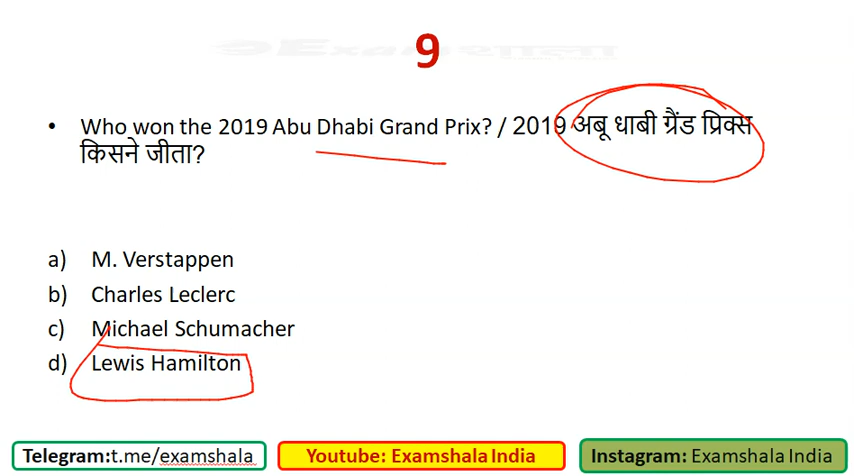 9
• Who won the 2019 Abu Dhabi Grand Prix? / 2019 अबू धाबी ग्रैंड प्रिक्स
किसने जीता?
a) M. Verstappen
b) Charles Leclerc
c) Michael Schumacher
d) Lewis Hamilton
Telegram:t.me/examshala Youtube: Examshala India Instagram: Examshala India